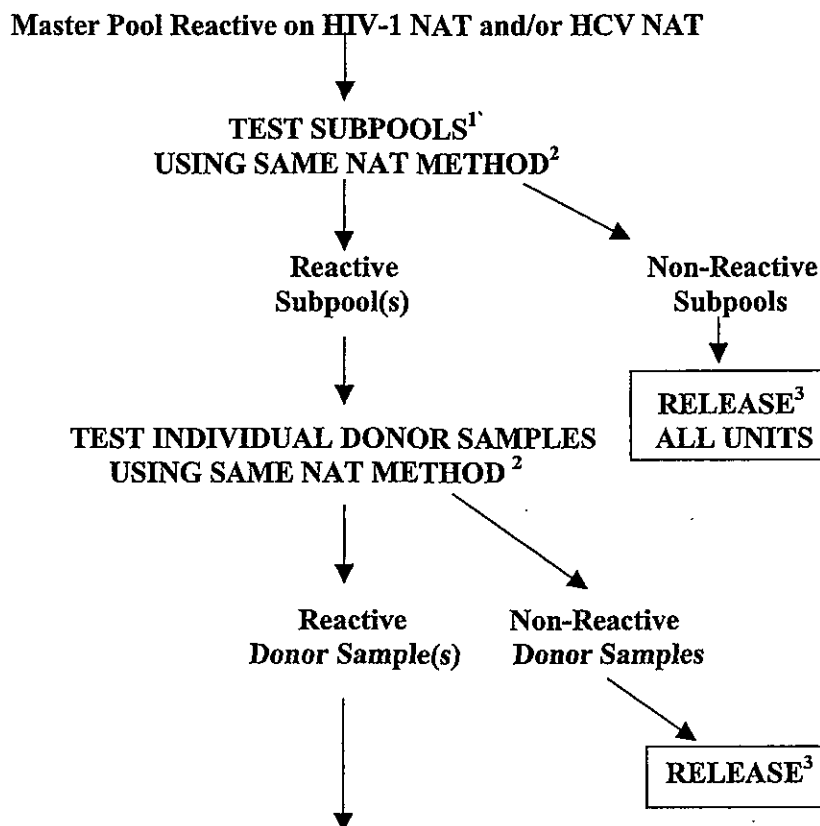 Master Pool Reactive on HIV-1 NAT and/or HCV NAT
TEST SUBPOOLS¹
USING SAME NAT METHOD²
Reactive
Subpool(s)
Non-Reactive
Subpools
RELEASE³
ALL UNITS
TEST INDIVIDUAL DONOR SAMPLES
USING SAME NAT METHOD ²
Reactive
Donor Sample(s)
Non-Reactive
Donor Samples
RELEASE³